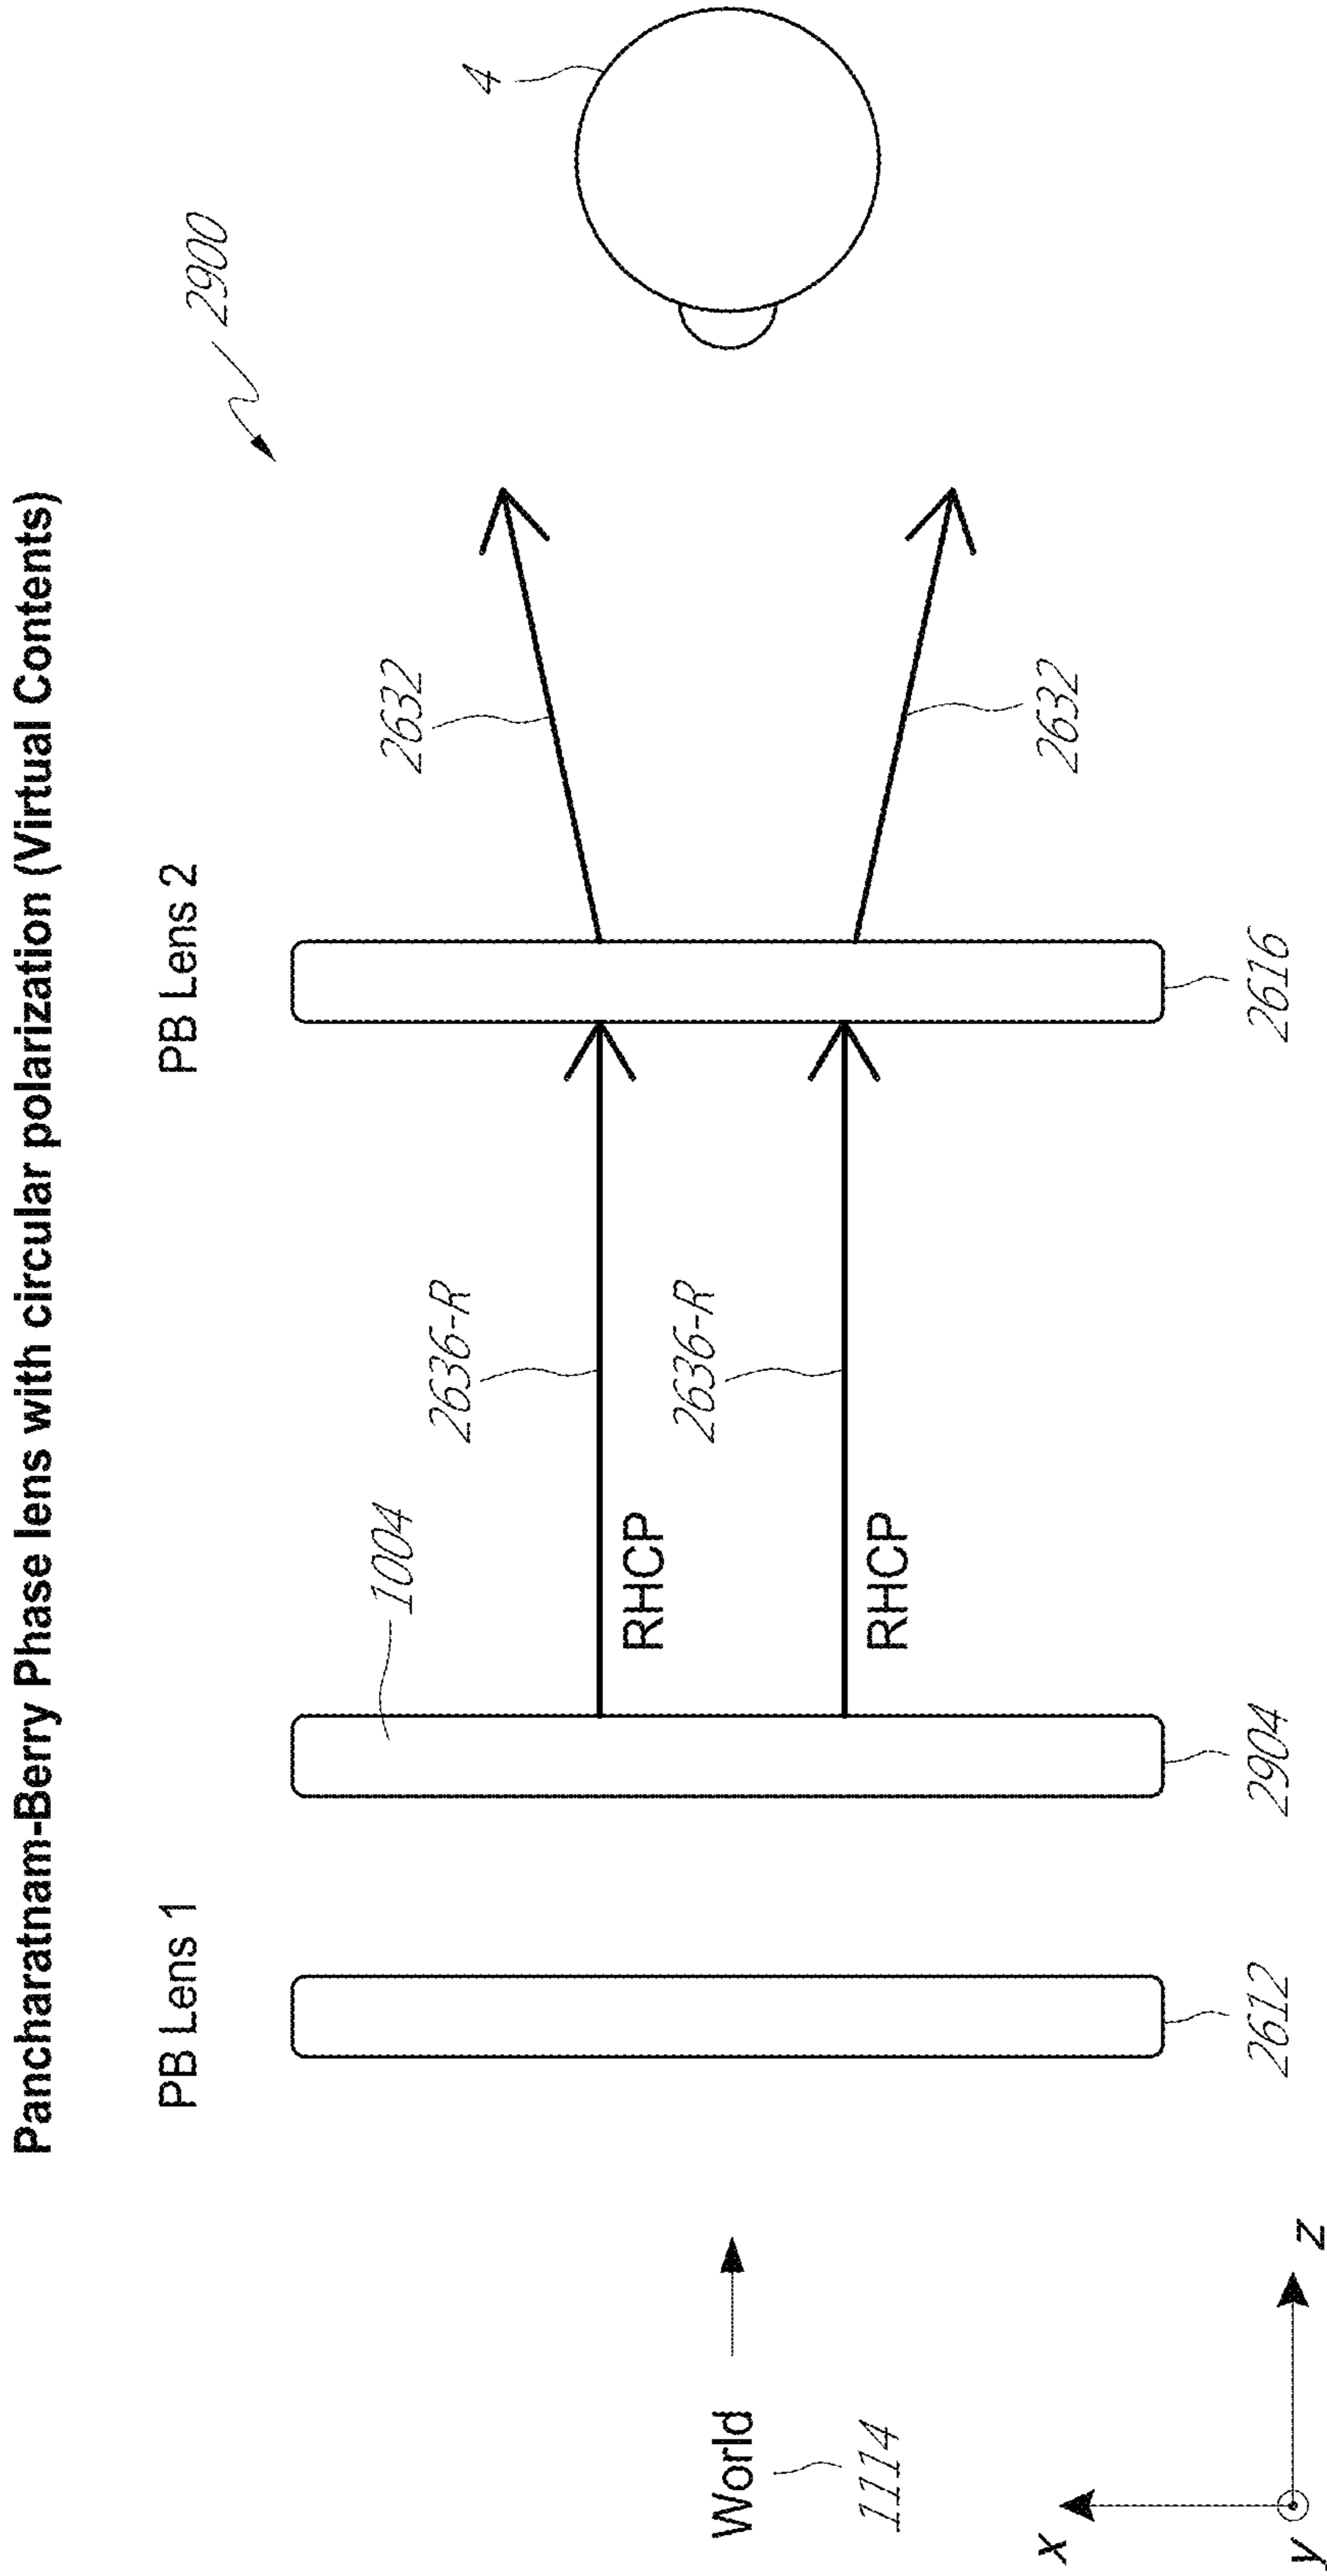 Pancharatnam-Berry Phase lens with circular polarization (Virtual Contents)
PB Lens 1
PB Lens 2
2900
1004
2636-R
2632
4
RHCP
2636-R
RHCP
World
1114
2632
2612
2904
2616
x
y
z